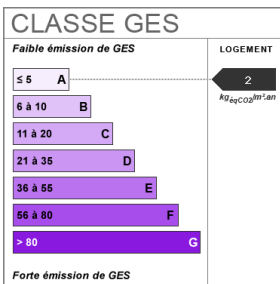 CLASSE GES
Faible émission de GES
LOGEMENT
≤ 5 A
2
kgéqCO2/m².an
6 à 10 B
11 à 20 C
21 à 35 D
36 à 55 E
56 à 80 F
> 80 G
Forte émission de GES